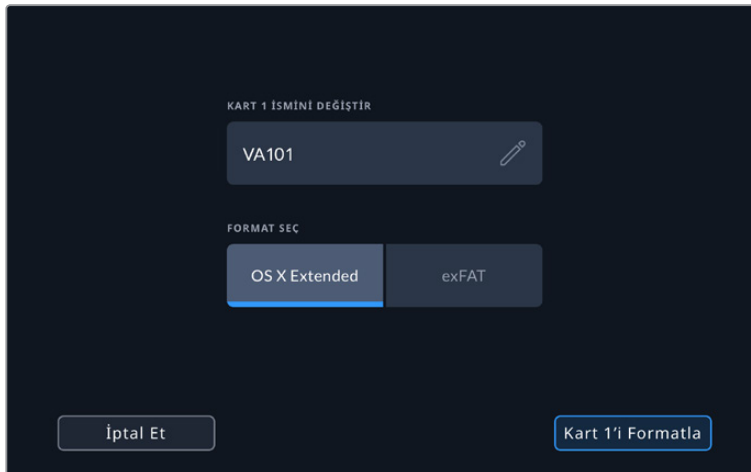 KART 1 İSMİNİ DEĞİŞTİR
VA101
FORMAT SEÇ
OS X Extended exFAT
İptal Et Kart 1'i Formatla